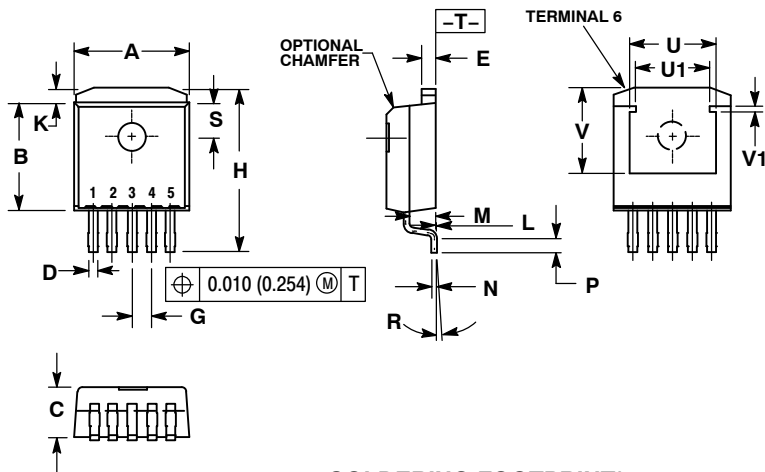 –T–
TERMINAL 6
A
OPTIONAL
CHAMFER
E
U
U1
K
S
B
H
V
V1
1 2 3 4 5
M
L
D
0.010 (0.254) Ⓜ T
N
P
G
R
C